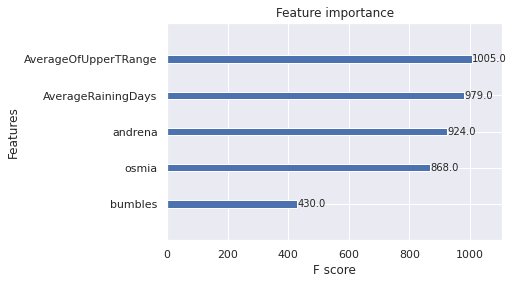 Feature importance
AverageOfUpperTRange 1005.0
AverageRainingDays 979.0
andrena 924.0
osmia 868.0
bumbles 430.0
Features
0 200 400 600 800 1000
F score